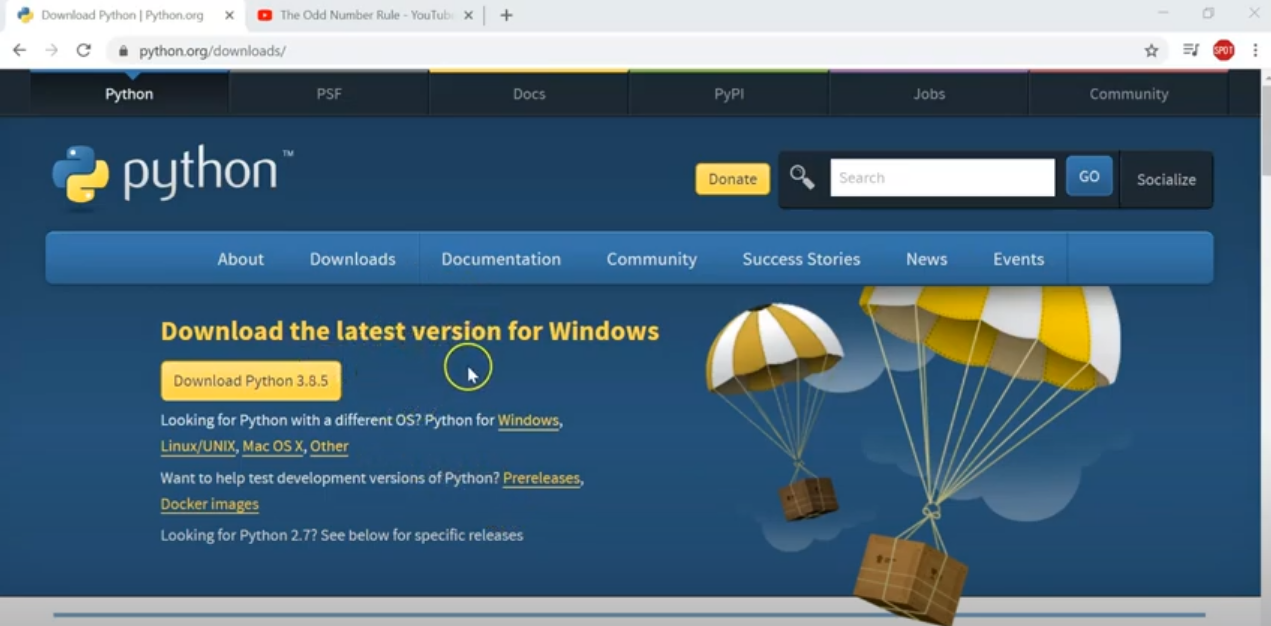 Download Python | Python.org
The Odd Number Rule - YouTub
python.org/downloads/
SPOT
Python PSF Docs PyPI Jobs Community
python™
Donate Search GO Socialize
About Downloads Documentation Community Success Stories News Events
Download the latest version for Windows
Download Python 3.8.5
Looking for Python with a different OS? Python for Windows,
Linux/UNIX, Mac OS X, Other
Want to help test development versions of Python? Prereleases,
Docker images
Looking for Python 2.7? See below for specific releases